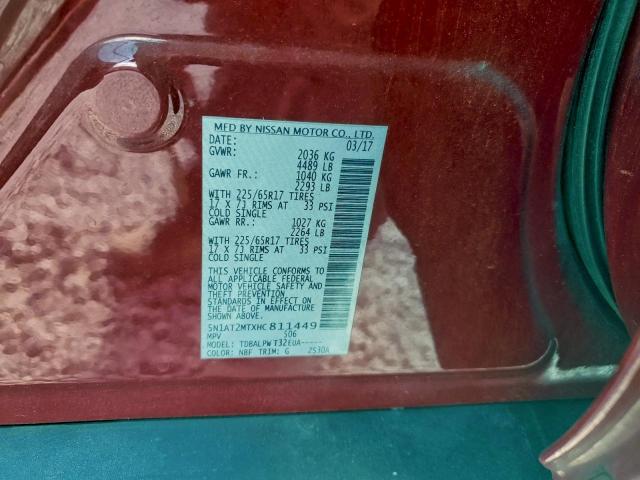 MFD BY NISSAN MOTOR CO., LTD.
DATE: 03/17
GVWR: 2036 KG
4489 LB
GAWR FR.: 1040 KG
2293 LB
WITH 225/65R17 TIRES
17 X 7J RIMS AT 33 PSI
COLD SINGLE
GAWR RR.: 1027 KG
2264 LB
WITH 225/65R17 TIRES
17 X 7J RIMS AT 33 PSI
COLD SINGLE
THIS VEHICLE CONFORMS TO
ALL APPLICABLE FEDERAL
MOTOR VEHICLE SAFETY AND
THEFT PREVENTION
STANDARDS IN EFFECT ON
THE DATE OF MANUFACTURE
SHOWN ABOVE.
5N1AT2MTXHC811449
MPV 506
MODEL: TDBALPWT32EUA-----
COLOR: NBF TRIM: G 2S30A